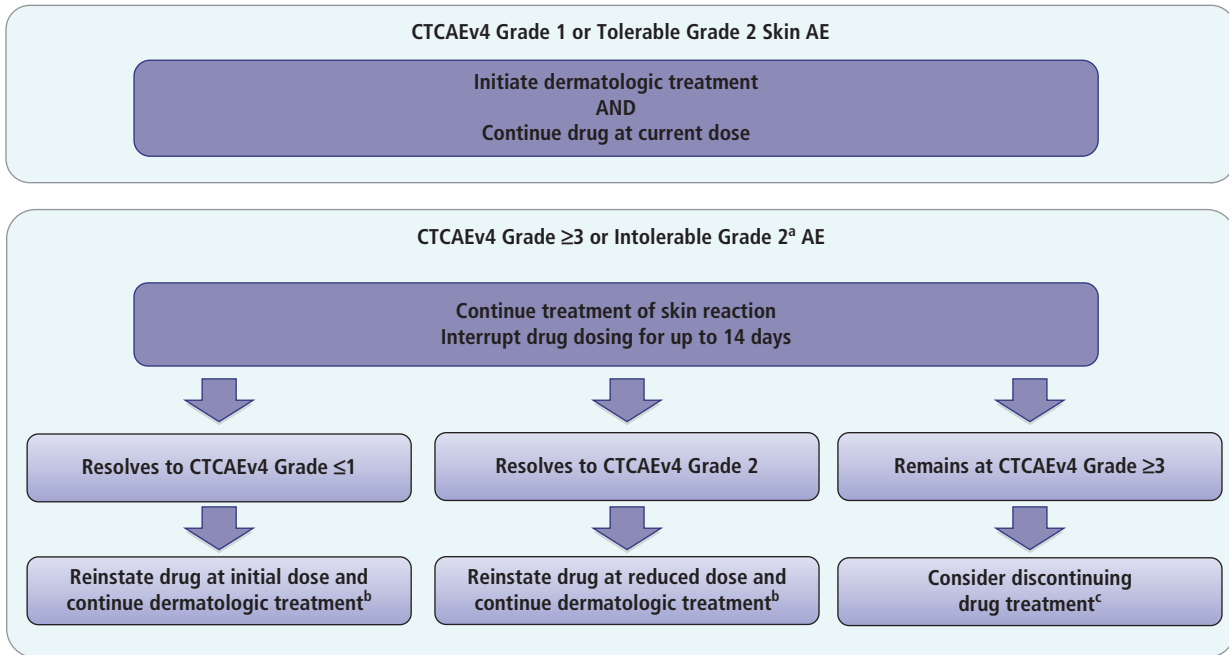 CTCAEv4 Grade 1 or Tolerable Grade 2 Skin AE
Initiate dermatologic treatment
AND
Continue drug at current dose
CTCAEv4 Grade ≥3 or Intolerable Grade 2ᵃ AE
Continue treatment of skin reaction
Interrupt drug dosing for up to 14 days
Resolves to CTCAEv4 Grade ≤1
Resolves to CTCAEv4 Grade 2
Remains at CTCAEv4 Grade ≥3
Reinstate drug at initial dose and
continue dermatologic treatmentᵇ
Reinstate drug at reduced dose and
continue dermatologic treatmentᵇ
Consider discontinuing
drug treatmentᶜ